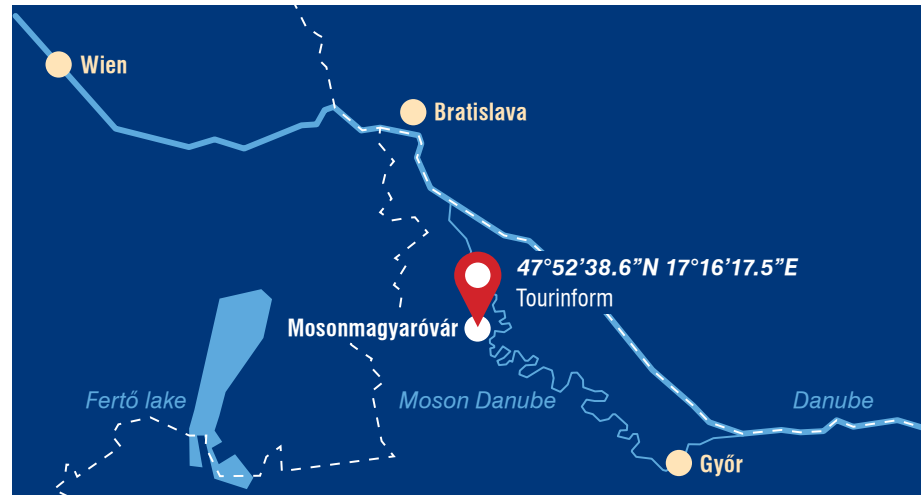 Wien
Bratislava
47°52’38.6”N 17°16’17.5”E
Tourinform
Mosonmagyaróvár
Fertő lake
Moson Danube
Danube
Győr